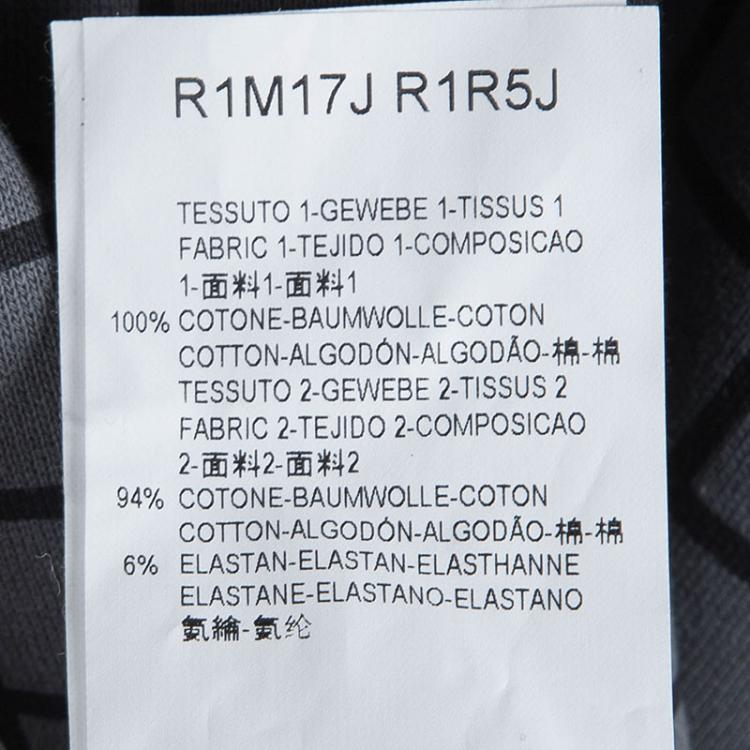 R1M17J R1R5J
TESSUTO 1-GEWEBE 1-TISSUS 1
FABRIC 1-TEJIDO 1-COMPOSICAO
1-面料1-面料1
100% COTONE-BAUMWOLLE-COTON
COTTON-ALGODÓN-ALGODÃO-棉-棉
TESSUTO 2-GEWEBE 2-TISSUS 2
FABRIC 2-TEJIDO 2-COMPOSICAO
2-面料2-面料2
94% COTONE-BAUMWOLLE-COTON
COTTON-ALGODÓN-ALGODÃO-棉-棉
6% ELASTAN-ELASTAN-ELASTHANNE
ELASTANE-ELASTANO-ELASTANO
氨綸-氨纶